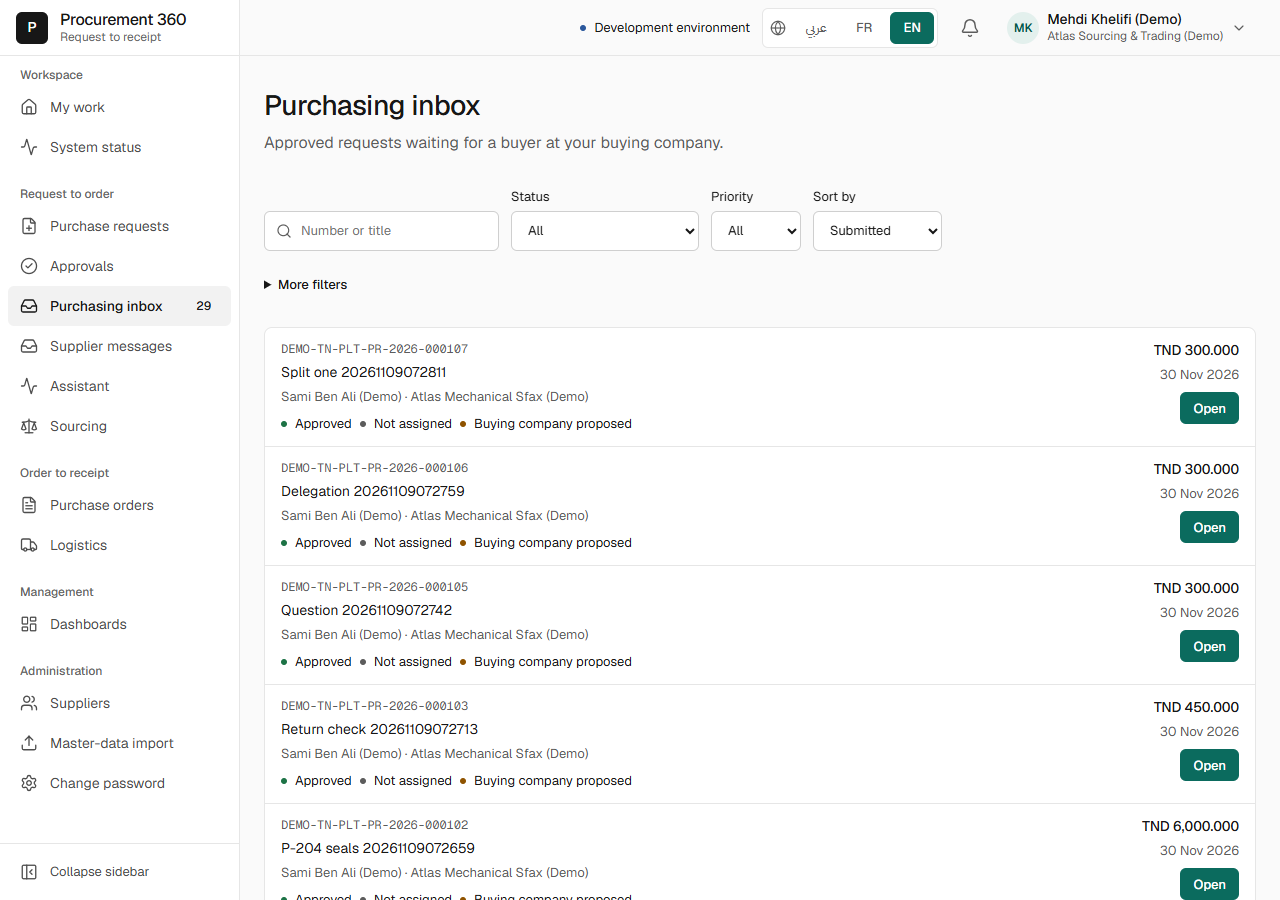 P
Procurement 360
Request to receipt
Development environment
عربي
FR
EN
MK
Mehdi Khelifi (Demo)
Atlas Sourcing & Trading (Demo)
Workspace
My work
System status
Request to order
Purchase requests
Approvals
Purchasing inbox 29
Supplier messages
Assistant
Sourcing
Order to receipt
Purchase orders
Logistics
Management
Dashboards
Administration
Suppliers
Master-data import
Change password
Collapse sidebar
Purchasing inbox
Approved requests waiting for a buyer at your buying company.
Status Priority Sort by
Number or title All All Submitted
More filters
DEMO-TN-PLT-PR-2026-000107 TND 300.000
Split one 20261109072811 30 Nov 2026
Sami Ben Ali (Demo) · Atlas Mechanical Sfax (Demo) Open
Approved Not assigned Buying company proposed
DEMO-TN-PLT-PR-2026-000106 TND 300.000
Delegation 20261109072759 30 Nov 2026
Sami Ben Ali (Demo) · Atlas Mechanical Sfax (Demo) Open
Approved Not assigned Buying company proposed
DEMO-TN-PLT-PR-2026-000105 TND 300.000
Question 20261109072742 30 Nov 2026
Sami Ben Ali (Demo) · Atlas Mechanical Sfax (Demo) Open
Approved Not assigned Buying company proposed
DEMO-TN-PLT-PR-2026-000103 TND 450.000
Return check 20261109072713 30 Nov 2026
Sami Ben Ali (Demo) · Atlas Mechanical Sfax (Demo) Open
Approved Not assigned Buying company proposed
DEMO-TN-PLT-PR-2026-000102 TND 6,000.000
P-204 seals 20261109072659 30 Nov 2026
Sami Ben Ali (Demo) · Atlas Mechanical Sfax (Demo) Open
Approved Not assigned Buying company proposed